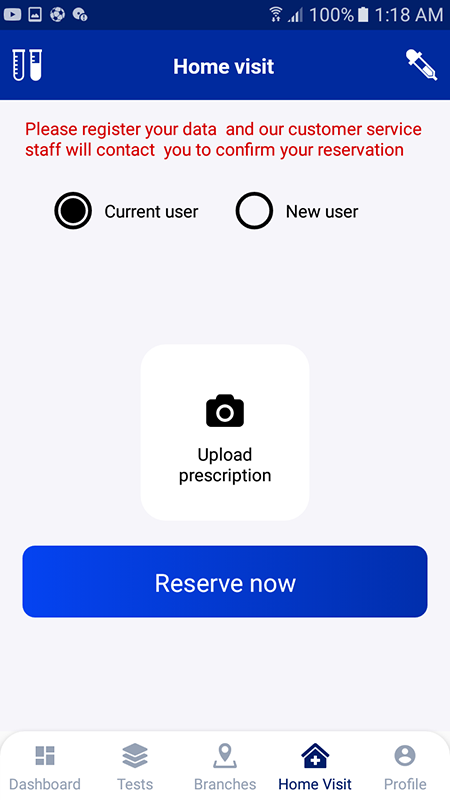 100% 1:18 AM
Home visit
Please register your data  and our customer service
staff will contact  you to confirm your reservation
Current user
New user
Upload
prescription
Reserve now
Dashboard
Tests
Branches
Home Visit
Profile